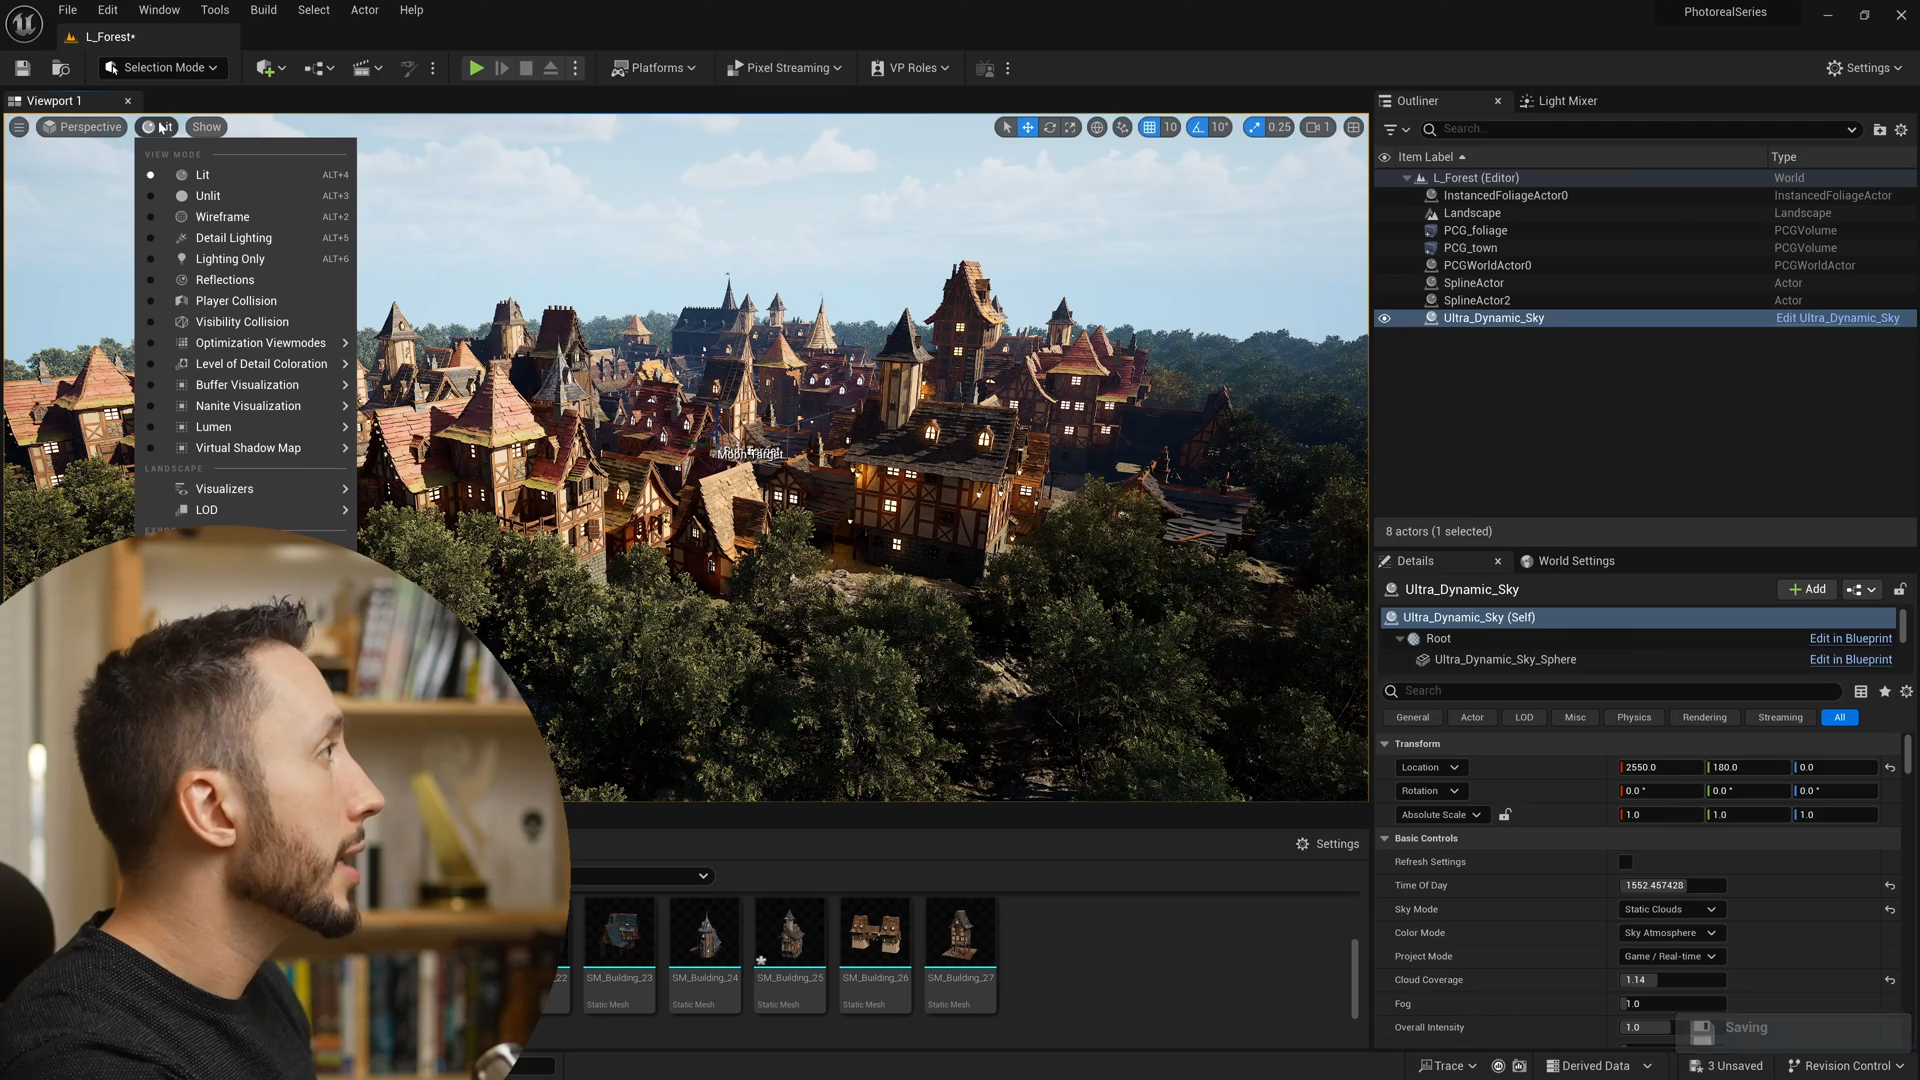 File Edit Window Tools Build Select Actor Help
PhotorealSeries
L_Forest*
Selection Mode
Platforms
Pixel Streaming
VP Roles
Settings
Viewport 1
Perspective
Show
10
10°
0.25
1
VIEW MODE
Lit ALT+4
Unlit ALT+3
Wireframe ALT+2
Detail Lighting ALT+5
Lighting Only ALT+6
Reflections
Player Collision
Visibility Collision
Optimization Viewmodes
Level of Detail Coloration
Buffer Visualization
Nanite Visualization
Lumen
Virtual Shadow Map
LANDSCAPE
Visualizers
LOD
Moon Target
Outliner
Light Mixer
Search...
Item Label Type
L_Forest (Editor) World
InstancedFoliageActor0 InstancedFoliageActor
Landscape Landscape
PCG_foliage PCGVolume
PCG_town PCGVolume
PCGWorldActor0 PCGWorldActor
SplineActor Actor
SplineActor2 Actor
Ultra_Dynamic_Sky Edit Ultra_Dynamic_Sky
8 actors (1 selected)
Details
World Settings
Ultra_Dynamic_Sky
Add
Ultra_Dynamic_Sky (Self)
Root Edit in Blueprint
Ultra_Dynamic_Sky_Sphere Edit in Blueprint
Search
General Actor LOD Misc Physics Rendering Streaming All
Transform
Location 2550.0 180.0 0.0
Rotation 0.0 ° 0.0 ° 0.0 °
Absolute Scale 1.0 1.0 1.0
Basic Controls
Refresh Settings
Time Of Day 1552.457428
Sky Mode Static Clouds
Color Mode Sky Atmosphere
Project Mode Game / Real-time
Cloud Coverage 1.14
Fog 1.0
Overall Intensity 1.0
Saving
Settings
22
SM_Building_23
Static Mesh
SM_Building_24
Static Mesh
SM_Building_25
Static Mesh
SM_Building_26
Static Mesh
SM_Building_27
Static Mesh
Trace
Derived Data
3 Unsaved
Revision Control